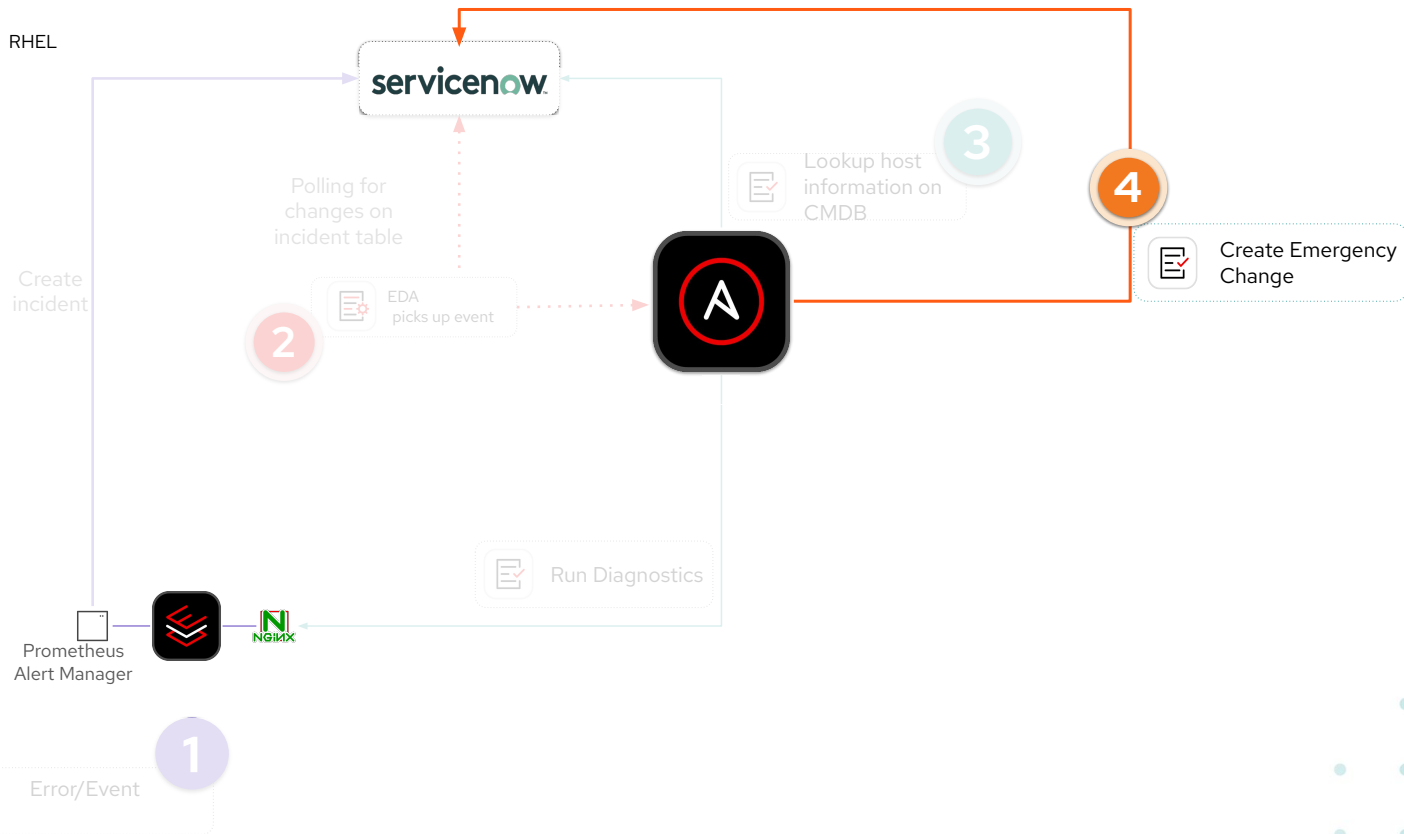 RHEL
servicenow
3
Lookup host
information on
CMDB
4
Polling for
changes on
incident table
Create Emergency
Change
Create
incident
EDA
picks up event
2
Run Diagnostics
N
NGiNX
Prometheus
Alert Manager
1
Error/Event